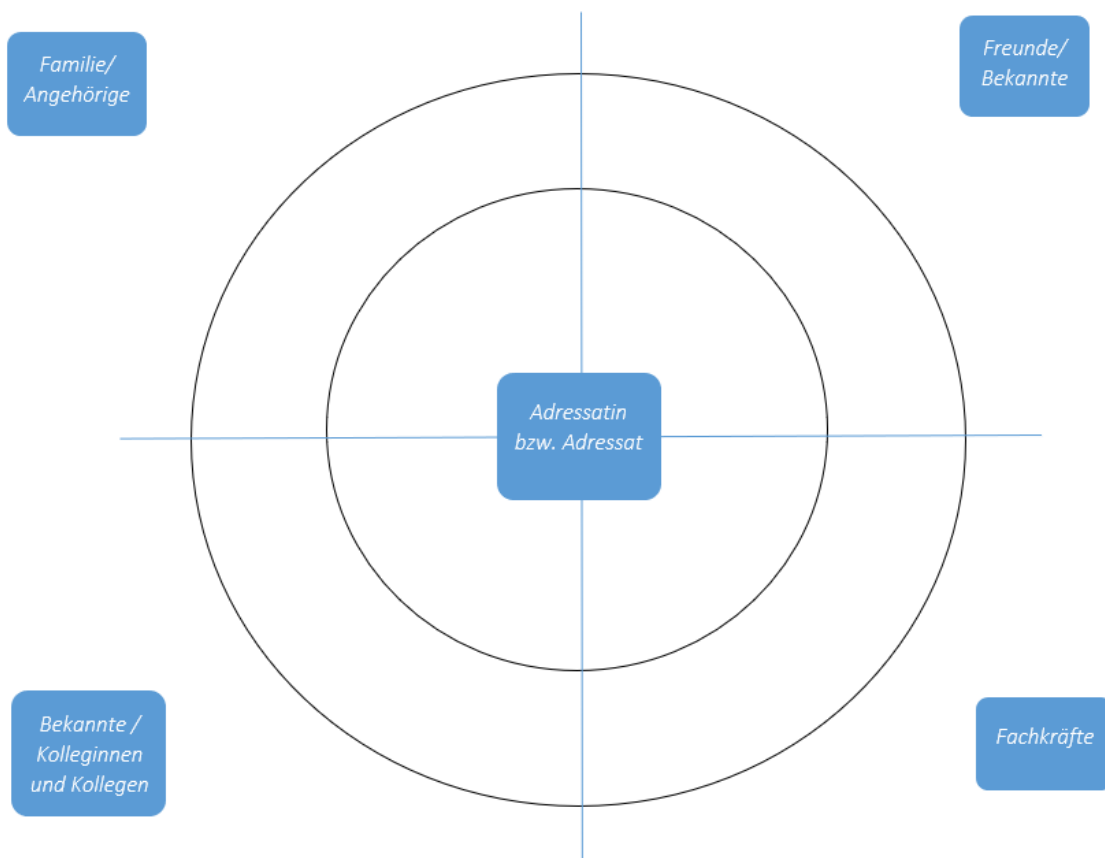 Familie/
Angehörige
Freunde/
Bekannte
Adressatin
bzw. Adressat
Bekannte /
Kolleginnen
und Kollegen
Fachkräfte